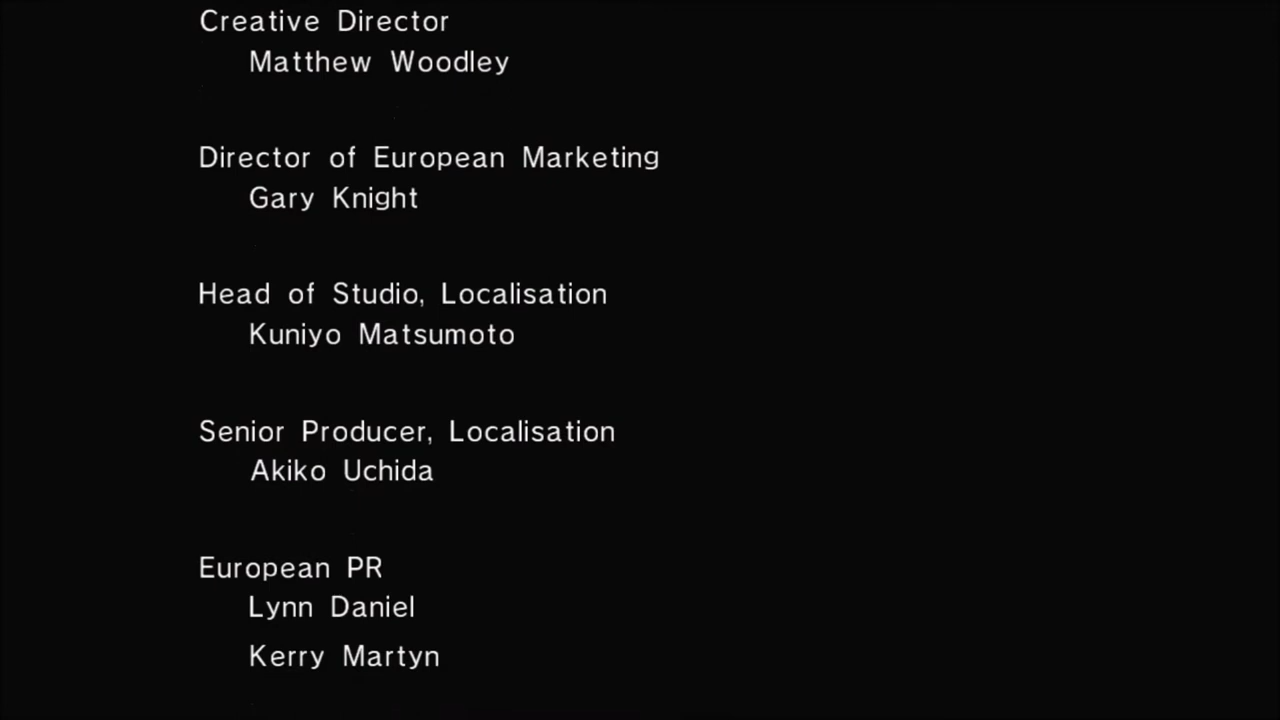 Creative Director
Matthew Woodley
Director of European Marketing
Gary Knight
Head of Studio, Localisation
Kuniyo Matsumoto
Senior Producer, Localisation
Akiko Uchida
European PR
Lynn Daniel
Kerry Martyn